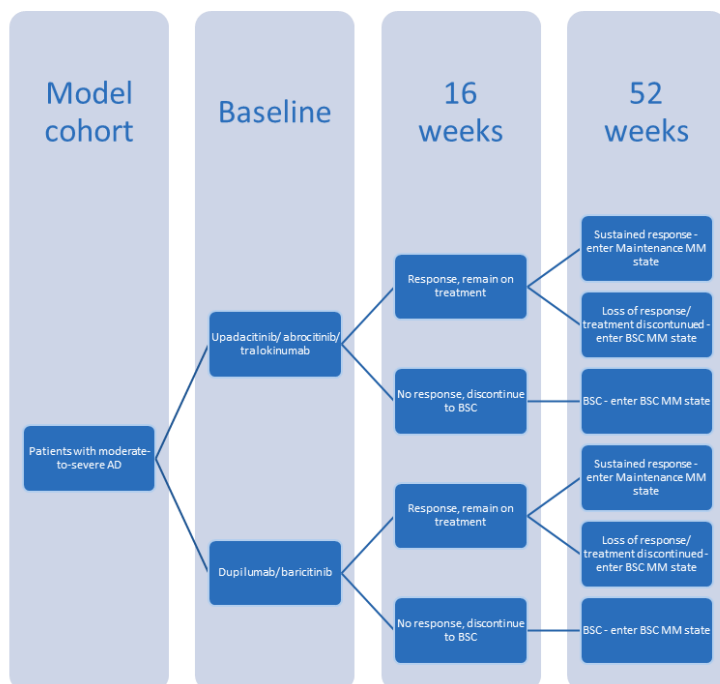 Model
cohort
Baseline
16
weeks
52
weeks
Patients with moderate-
to-severe AD
Upadacitinib/ abrocitinib/
tralokinumab
Response, remain on
treatment
Sustained response -
enter Maintenance MM
state
Loss of response/
treatment discontunued -
enter BSC MM state
No response, discontinue
to BSC
BSC - enter BSC MM state
Dupilumab/ baricitinib
Response, remain on
treatment
Sustained response -
enter Maintenance MM
state
Loss of response/
treatment discontinued -
enter BSC MM state
No response, discontinue
to BSC
BSC - enter BSC MM state